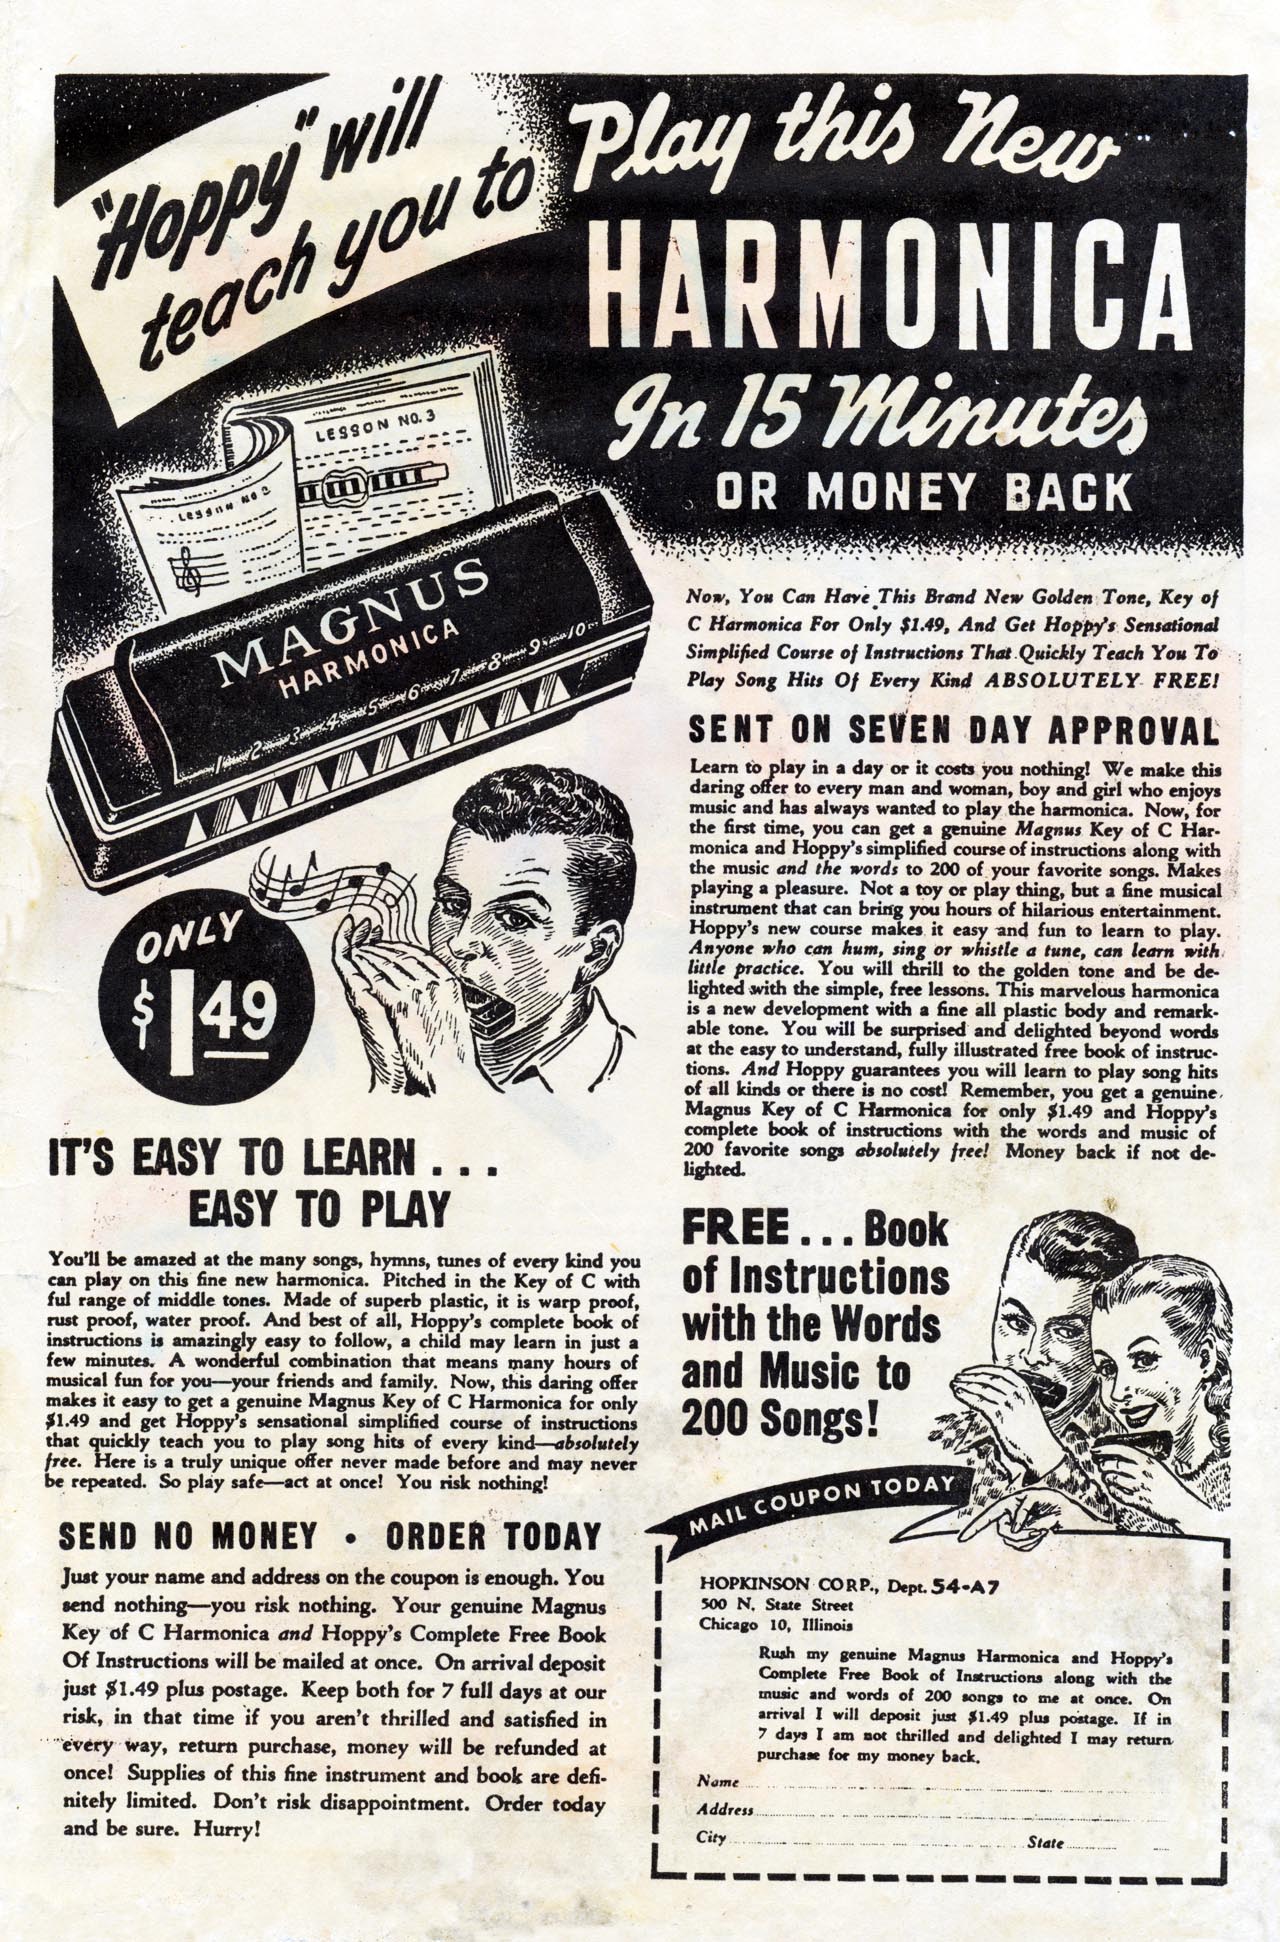 "Hoppy" will
teach you to
Play this New
HARMONICA
In 15 Minutes
OR MONEY BACK
LESSON NO. 3
LESSON NO. 2
MAGNUS
HARMONICA
1 2 3 4 5 6 7 8 9 10
ONLY
$1.49
Now, You Can Have This Brand New Golden Tone, Key of
C Harmonica For Only $1.49, And Get Hoppy's Sensational
Simplified Course of Instructions That Quickly Teach You To
Play Song Hits Of Every Kind ABSOLUTELY FREE!
SENT ON SEVEN DAY APPROVAL
Learn to play in a day or it costs you nothing! We make this
daring offer to every man and woman, boy and girl who enjoys
music and has always wanted to play the harmonica. Now, for
the first time, you can get a genuine Magnus Key of C Har-
monica and Hoppy's simplified course of instructions along with
the music and the words to 200 of your favorite songs. Makes
playing a pleasure. Not a toy or play thing, but a fine musical
instrument that can bring you hours of hilarious entertainment.
Hoppy's new course makes it easy and fun to learn to play.
Anyone who can hum, sing or whistle a tune, can learn with
little practice. You will thrill to the golden tone and be de-
lighted with the simple, free lessons. This marvelous harmonica
is a new development with a fine all plastic body and remark-
able tone. You will be surprised and delighted beyond words
at the easy to understand, fully illustrated free book of instruc-
tions. And Hoppy guarantees you will learn to play song hits
of all kinds or there is no cost! Remember, you get a genuine
Magnus Key of C Harmonica for only $1.49 and Hoppy's
complete book of instructions with the words and music of
200 favorite songs absolutely free! Money back if not de-
lighted.
IT'S EASY TO LEARN . . .
EASY TO PLAY
You'll be amazed at the many songs, hymns, tunes of every kind you
can play on this fine new harmonica. Pitched in the Key of C with
ful range of middle tones. Made of superb plastic, it is warp proof,
rust proof, water proof. And best of all, Hoppy's complete book of
instructions is amazingly easy to follow, a child may learn in just a
few minutes. A wonderful combination that means many hours of
musical fun for you—your friends and family. Now, this daring offer
makes it easy to get a genuine Magnus Key of C Harmonica for only
$1.49 and get Hoppy's sensational simplified course of instructions
that quickly teach you to play song hits of every kind—absolutely
free. Here is a truly unique offer never made before and may never
be repeated. So play safe—act at once! You risk nothing!
SEND NO MONEY • ORDER TODAY
Just your name and address on the coupon is enough. You
send nothing—you risk nothing. Your genuine Magnus
Key of C Harmonica and Hoppy's Complete Free Book
Of Instructions will be mailed at once. On arrival deposit
just $1.49 plus postage. Keep both for 7 full days at our
risk, in that time if you aren't thrilled and satisfied in
every way, return purchase, money will be refunded at
once! Supplies of this fine instrument and book are defi-
nitely limited. Don't risk disappointment. Order today
and be sure. Hurry!
FREE . . . Book
of Instructions
with the Words
and Music to
200 Songs!
MAIL COUPON TODAY
HOPKINSON CORP., Dept. 54-A7
500 N. State Street
Chicago 10, Illinois
Rush my genuine Magnus Harmonica and Hoppy's
Complete Free Book of Instructions along with the
music and words of 200 songs to me at once. On
arrival I will deposit just $1.49 plus postage. If in
7 days I am not thrilled and delighted I may return
purchase for my money back.
Name
Address
City State